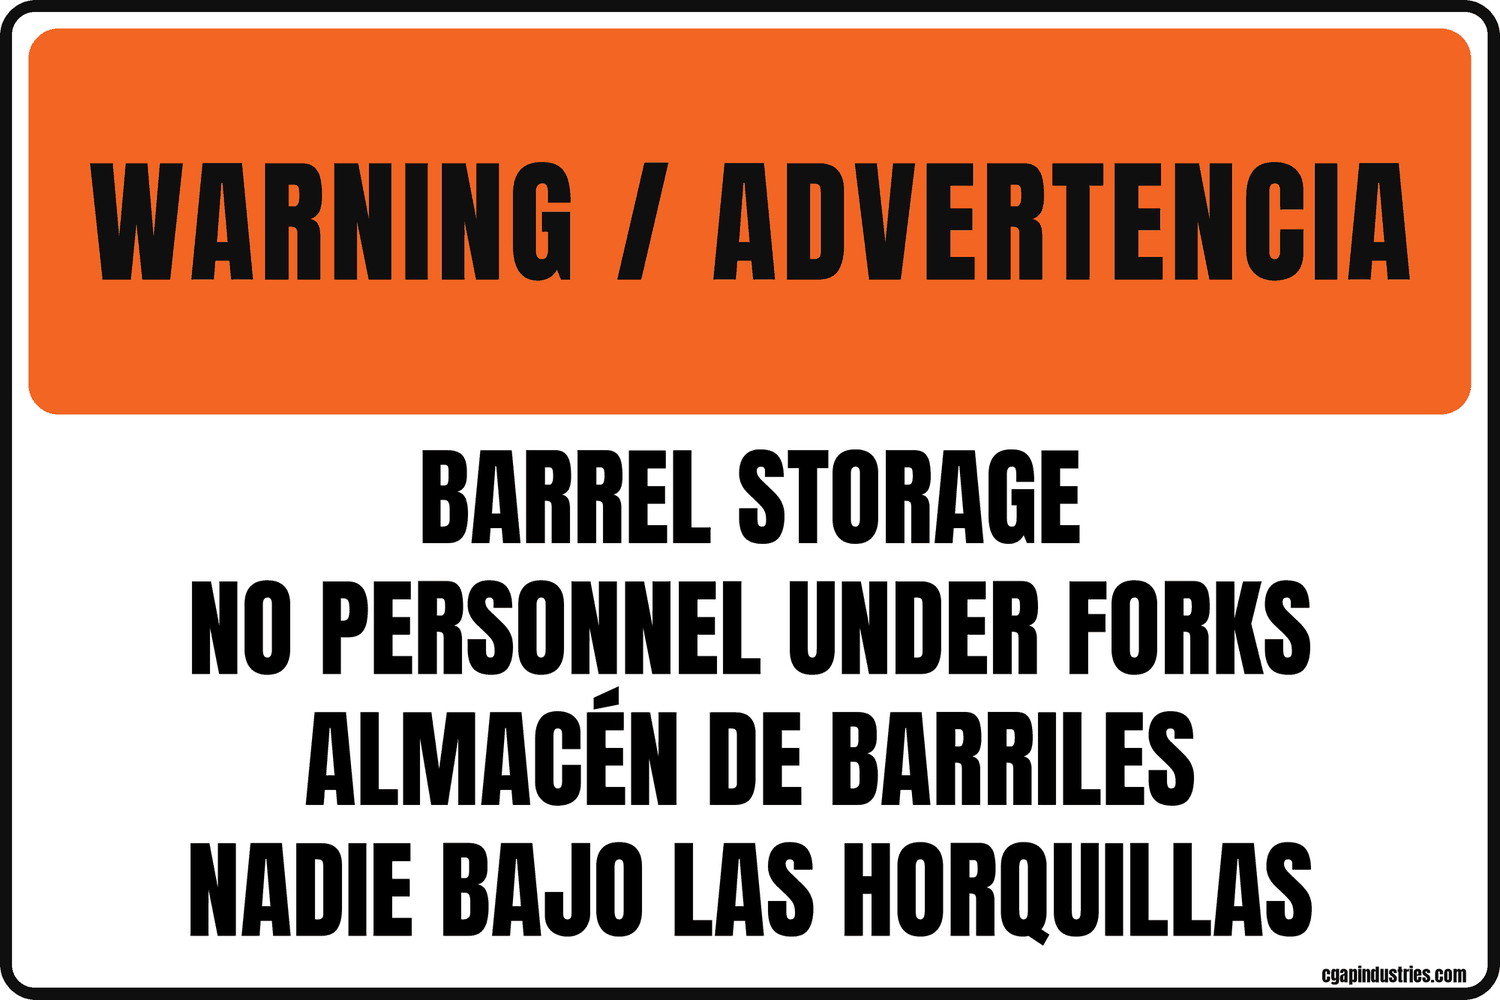 WARNING / ADVERTENCIA
BARREL STORAGE
NO PERSONNEL UNDER FORKS
ALMACÉN DE BARRILES
NADIE BAJO LAS HORQUILLAS
cgapindustries.com